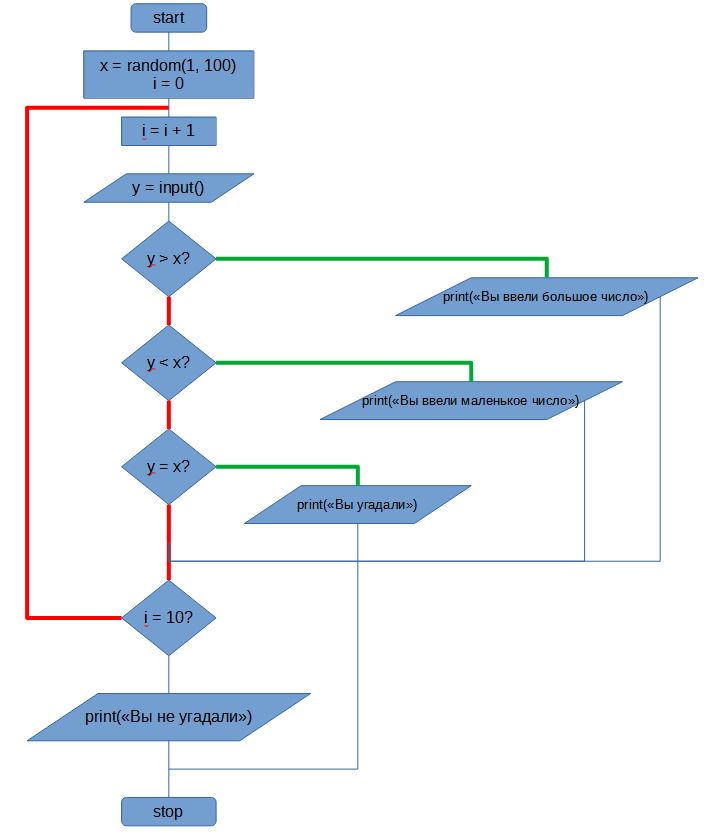 start
x = random(1, 100)
i = 0
i = i + 1
y = input()
y > x?
print(«Вы ввели большое число»)
y < x?
print(«Вы ввели маленькое число»)
y = x?
print(«Вы угадали»)
i = 10?
print(«Вы не угадали»)
stop